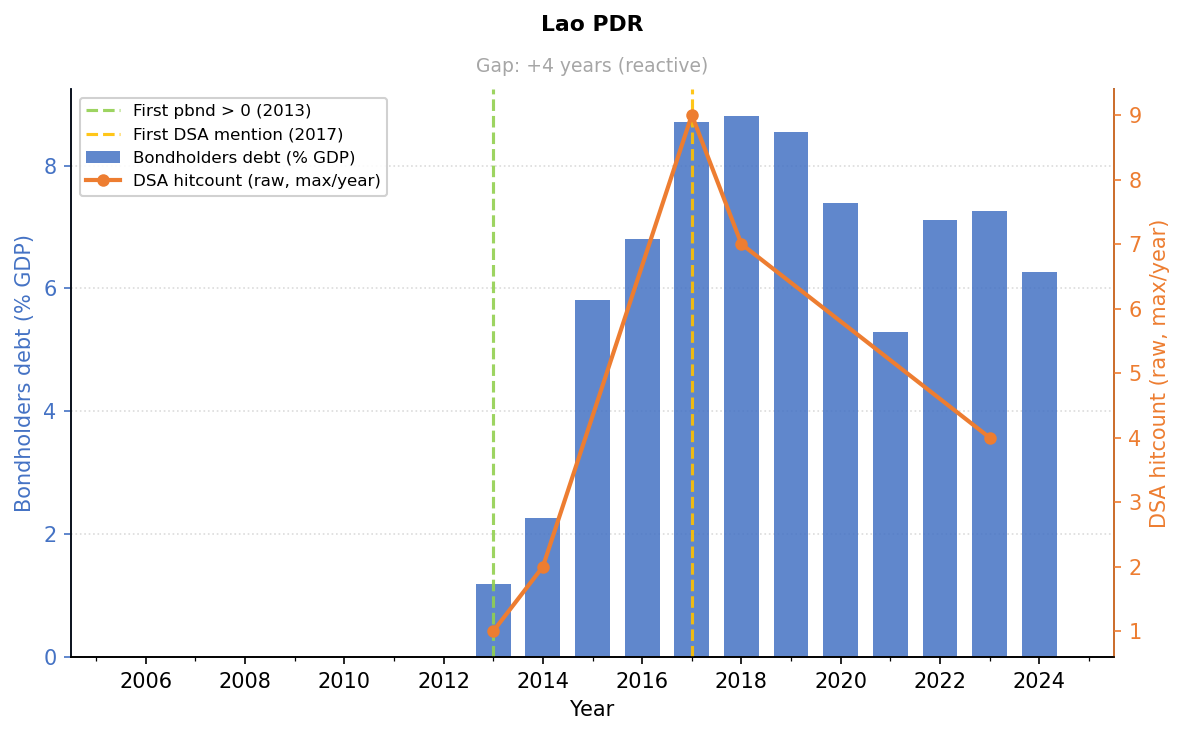 Lao PDR
Gap: +4 years (reactive)
First pbnd > 0 (2013)
First DSA mention (2017)
Bondholders debt (% GDP)
DSA hitcount (raw, max/year)
Bondholders debt (% GDP)
8
6
4
2
0
9
8
7
6
5
4
3
2
1
DSA hitcount (raw, max/year)
2006 2008 2010 2012 2014 2016 2018 2020 2022 2024
Year